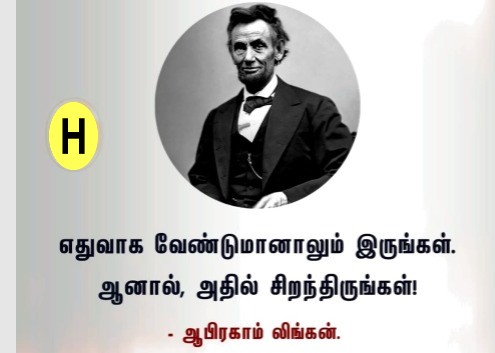 H
எதுவாக வேண்டுமானாலும் இருங்கள்.
ஆனால், அதில் சிறந்திருங்கள்!
- ஆபிரகாம் லிங்கன்.